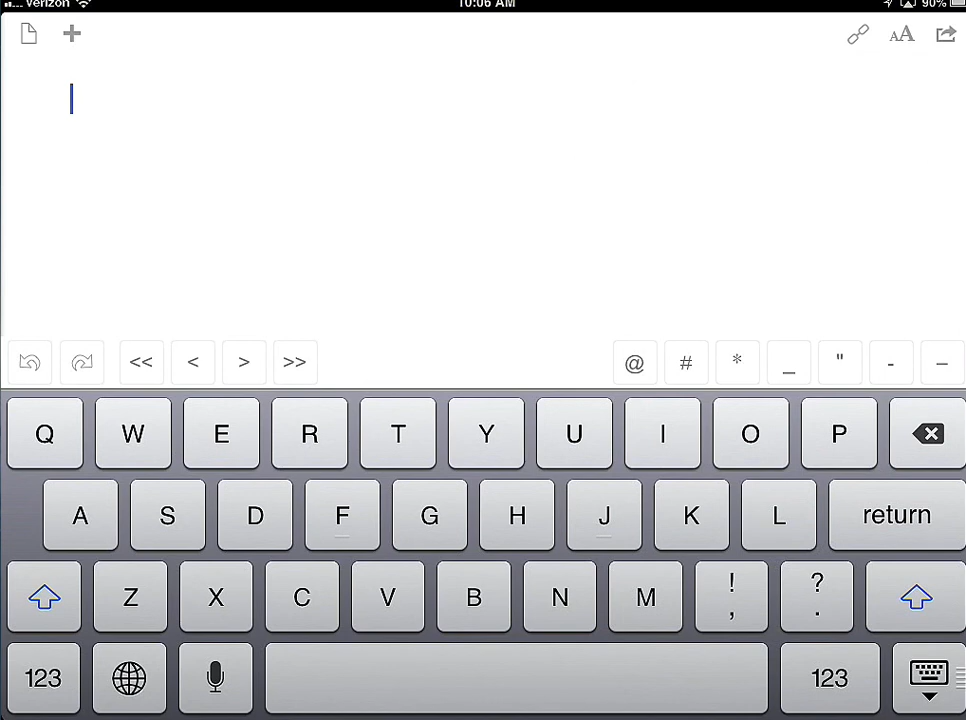 Verizon 10:06 AM 90%
AA
<< < > >> @ # * _ " - –
Q W E R T Y U I O P
A S D F G H J K L return
Z X C V B N M ! , ? .
123 123